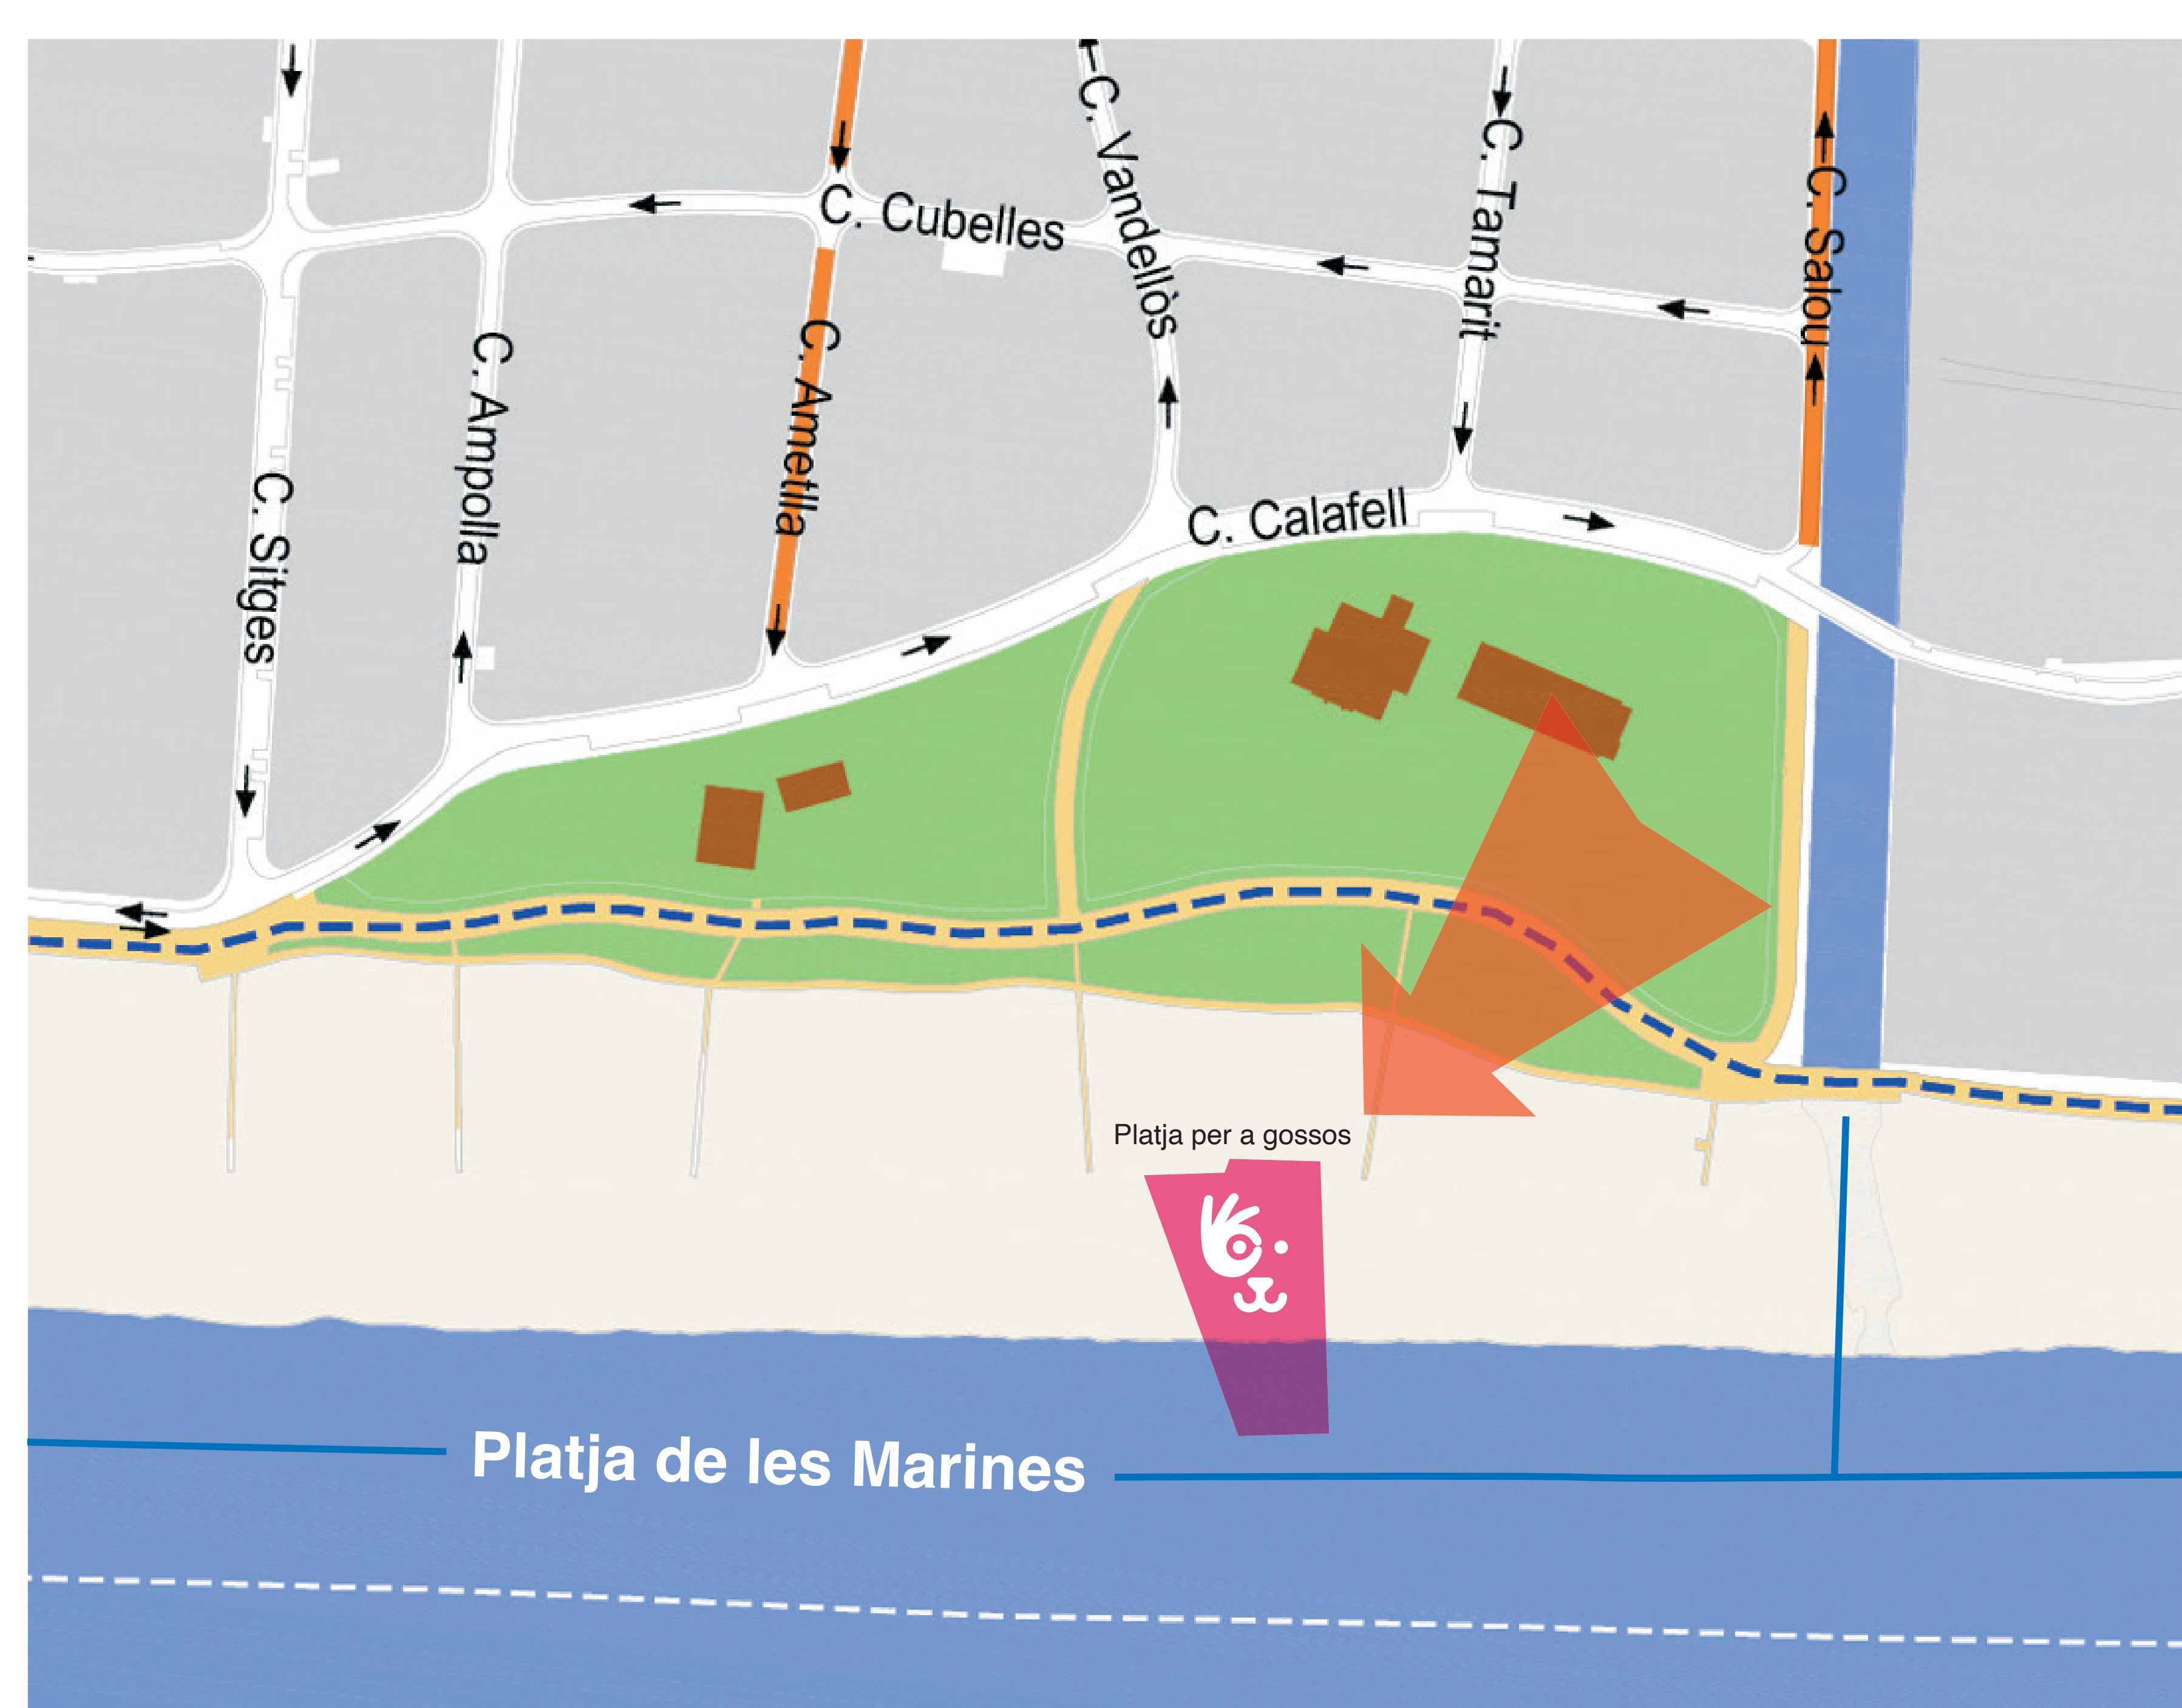 C. Vandellòs
C. Tamarit
C. Salou
C. Cubelles
C. Ametlla
C. Ampolla
C. Sitges
C. Calafell
Platja per a gossos
Platja de les Marines